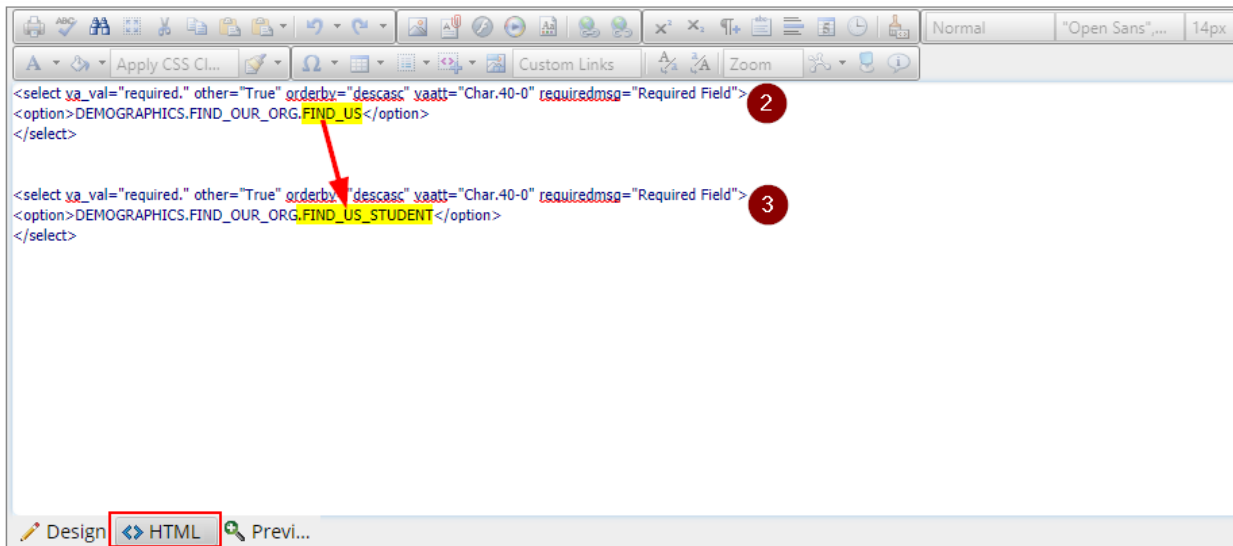 ABC
Normal
"Open Sans",...
14px
A
Apply CSS Cl...
Ω
Custom Links
Zoom
<select va_val="required." other="True" orderby="descasc" vaatt="Char.40-0" requiredmsg="Required Field">
2
<option>DEMOGRAPHICS.FIND_OUR_ORG.FIND_US</option>
</select>
<select va_val="required." other="True" orderby="descasc" vaatt="Char.40-0" requiredmsg="Required Field">
3
<option>DEMOGRAPHICS.FIND_OUR_ORG.FIND_US_STUDENT</option>
</select>
Design
<> HTML
Previ...